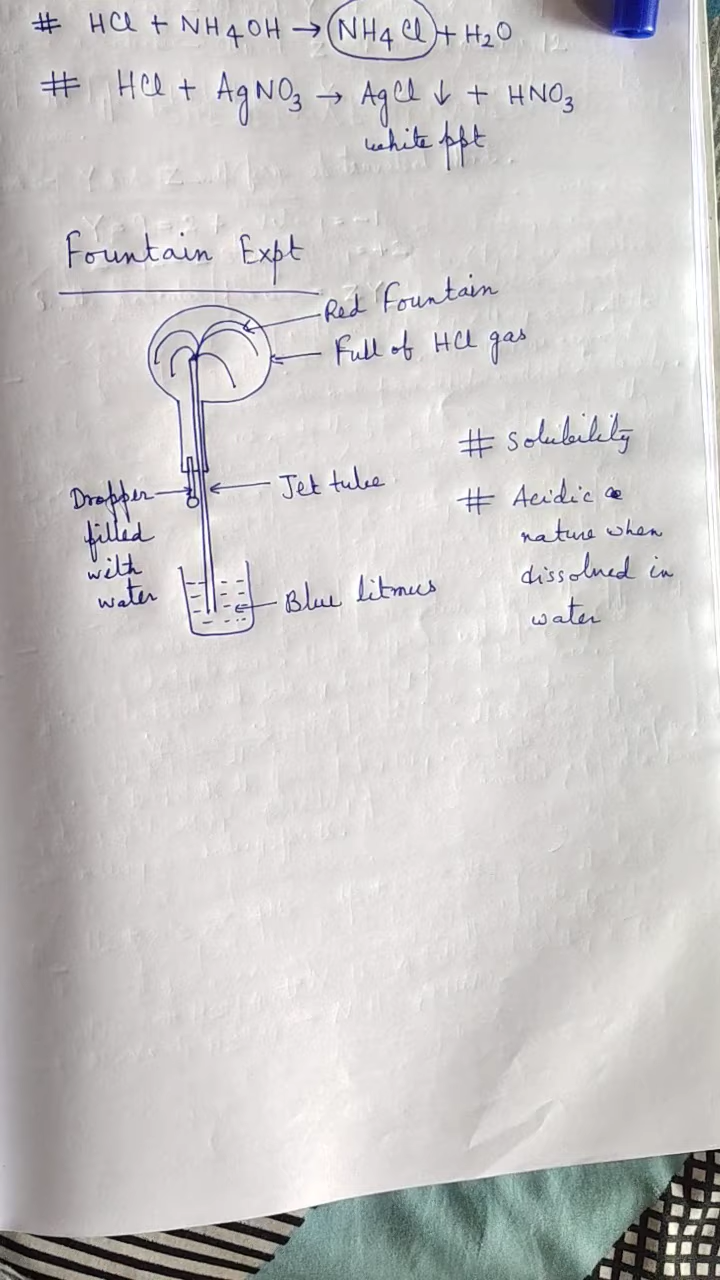 # HCl + NH4OH → NH4Cl + H2O
# HCl + AgNO3 → AgCl ↓ + HNO3
white ppt
Fountain Expt
Red Fountain
Full of HCl gas
# Solubility
Dropper
filled
with
water
Jet tube
# Acidic
nature when
dissolved in
water
Blue litmus